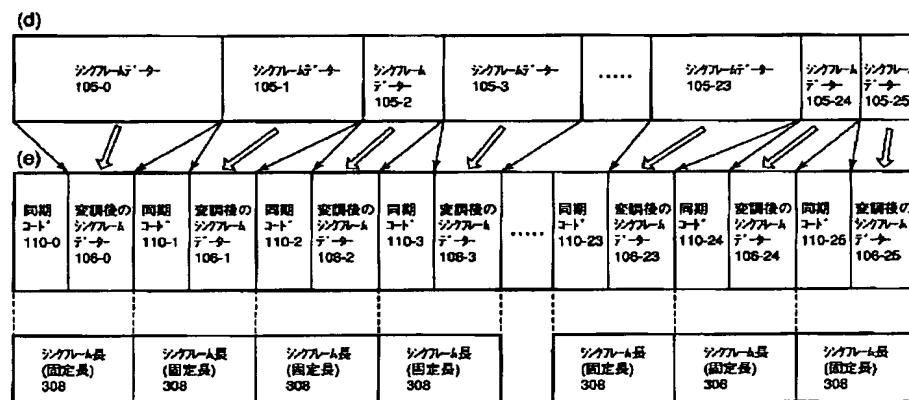 (d)
シンクフレームデーター
105-0
シンクフレームデーター
105-1
シンクフレーム
データー
105-2
シンクフレームデーター
105-3
.....
シンクフレームデーター
105-23
シンクフレーム
データー
105-24
シンクフレーム
データー
105-25
(e)
同期
コード
110-0
変調後の
シンクフレーム
データー
106-0
同期
コード
110-1
変調後の
シンクフレーム
データー
106-1
同期
コード
110-2
変調後の
シンクフレーム
データー
106-2
同期
コード
110-3
変調後の
シンクフレーム
データー
106-3
.....
同期
コード
110-23
変調後の
シンクフレーム
データー
106-23
同期
コード
110-24
変調後の
シンクフレーム
データー
106-24
同期
コード
110-25
変調後の
シンクフレーム
データー
106-25
シンクフレーム長
(固定長)
308
シンクフレーム長
(固定長)
308
シンクフレーム長
(固定長)
308
シンクフレーム長
(固定長)
308
シンクフレーム長
(固定長)
308
シンクフレーム長
(固定長)
308
シンクフレーム長
(固定長)
308